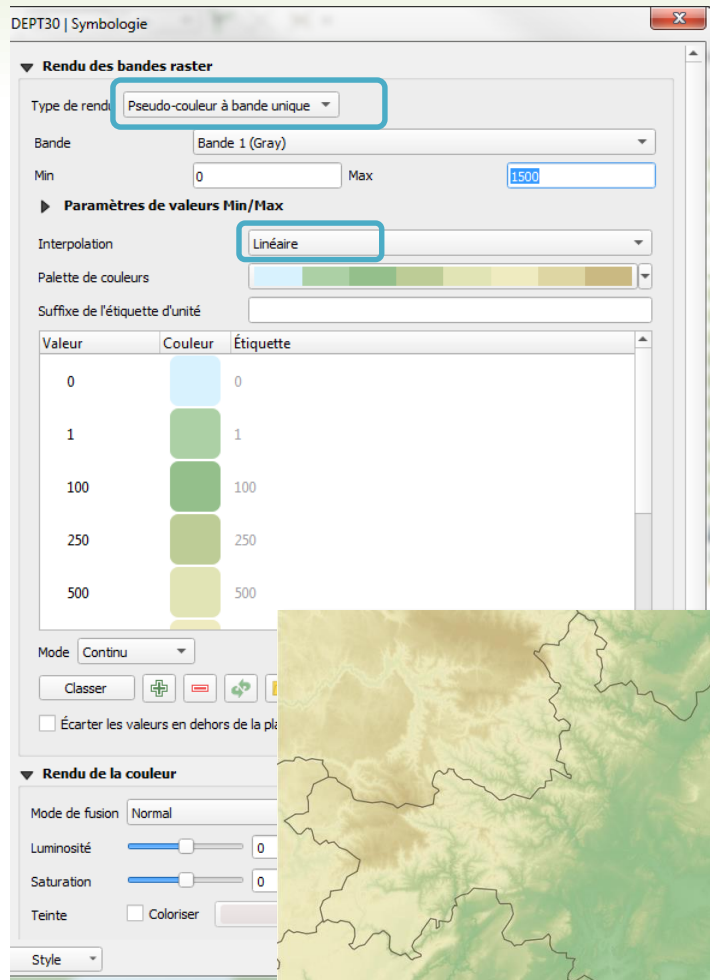 DEPT30 | Symbologie
Rendu des bandes raster
Type de rendu Pseudo-couleur à bande unique
Bande Bande 1 (Gray)
Min 0 Max 1500
Paramètres de valeurs Min/Max
Interpolation Linéaire
Palette de couleurs
Suffixe de l'étiquette d'unité
Valeur Couleur Étiquette
0 0
1 1
100 100
250 250
500 500
Mode Continu
Classer
Écarter les valeurs en dehors de la
Rendu de la couleur
Mode de fusion Normal
Luminosité 0
Saturation 0
Teinte Coloriser
Style